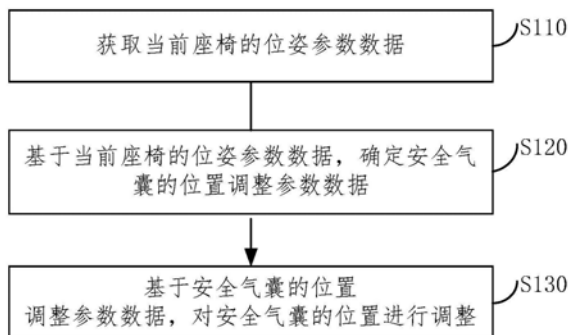 获取当前座椅的位姿参数数据
S110
基于当前座椅的位姿参数数据，确定安全气
囊的位置调整参数数据
S120
基于安全气囊的位置
调整参数数据，对安全气囊的位置进行调整
S130